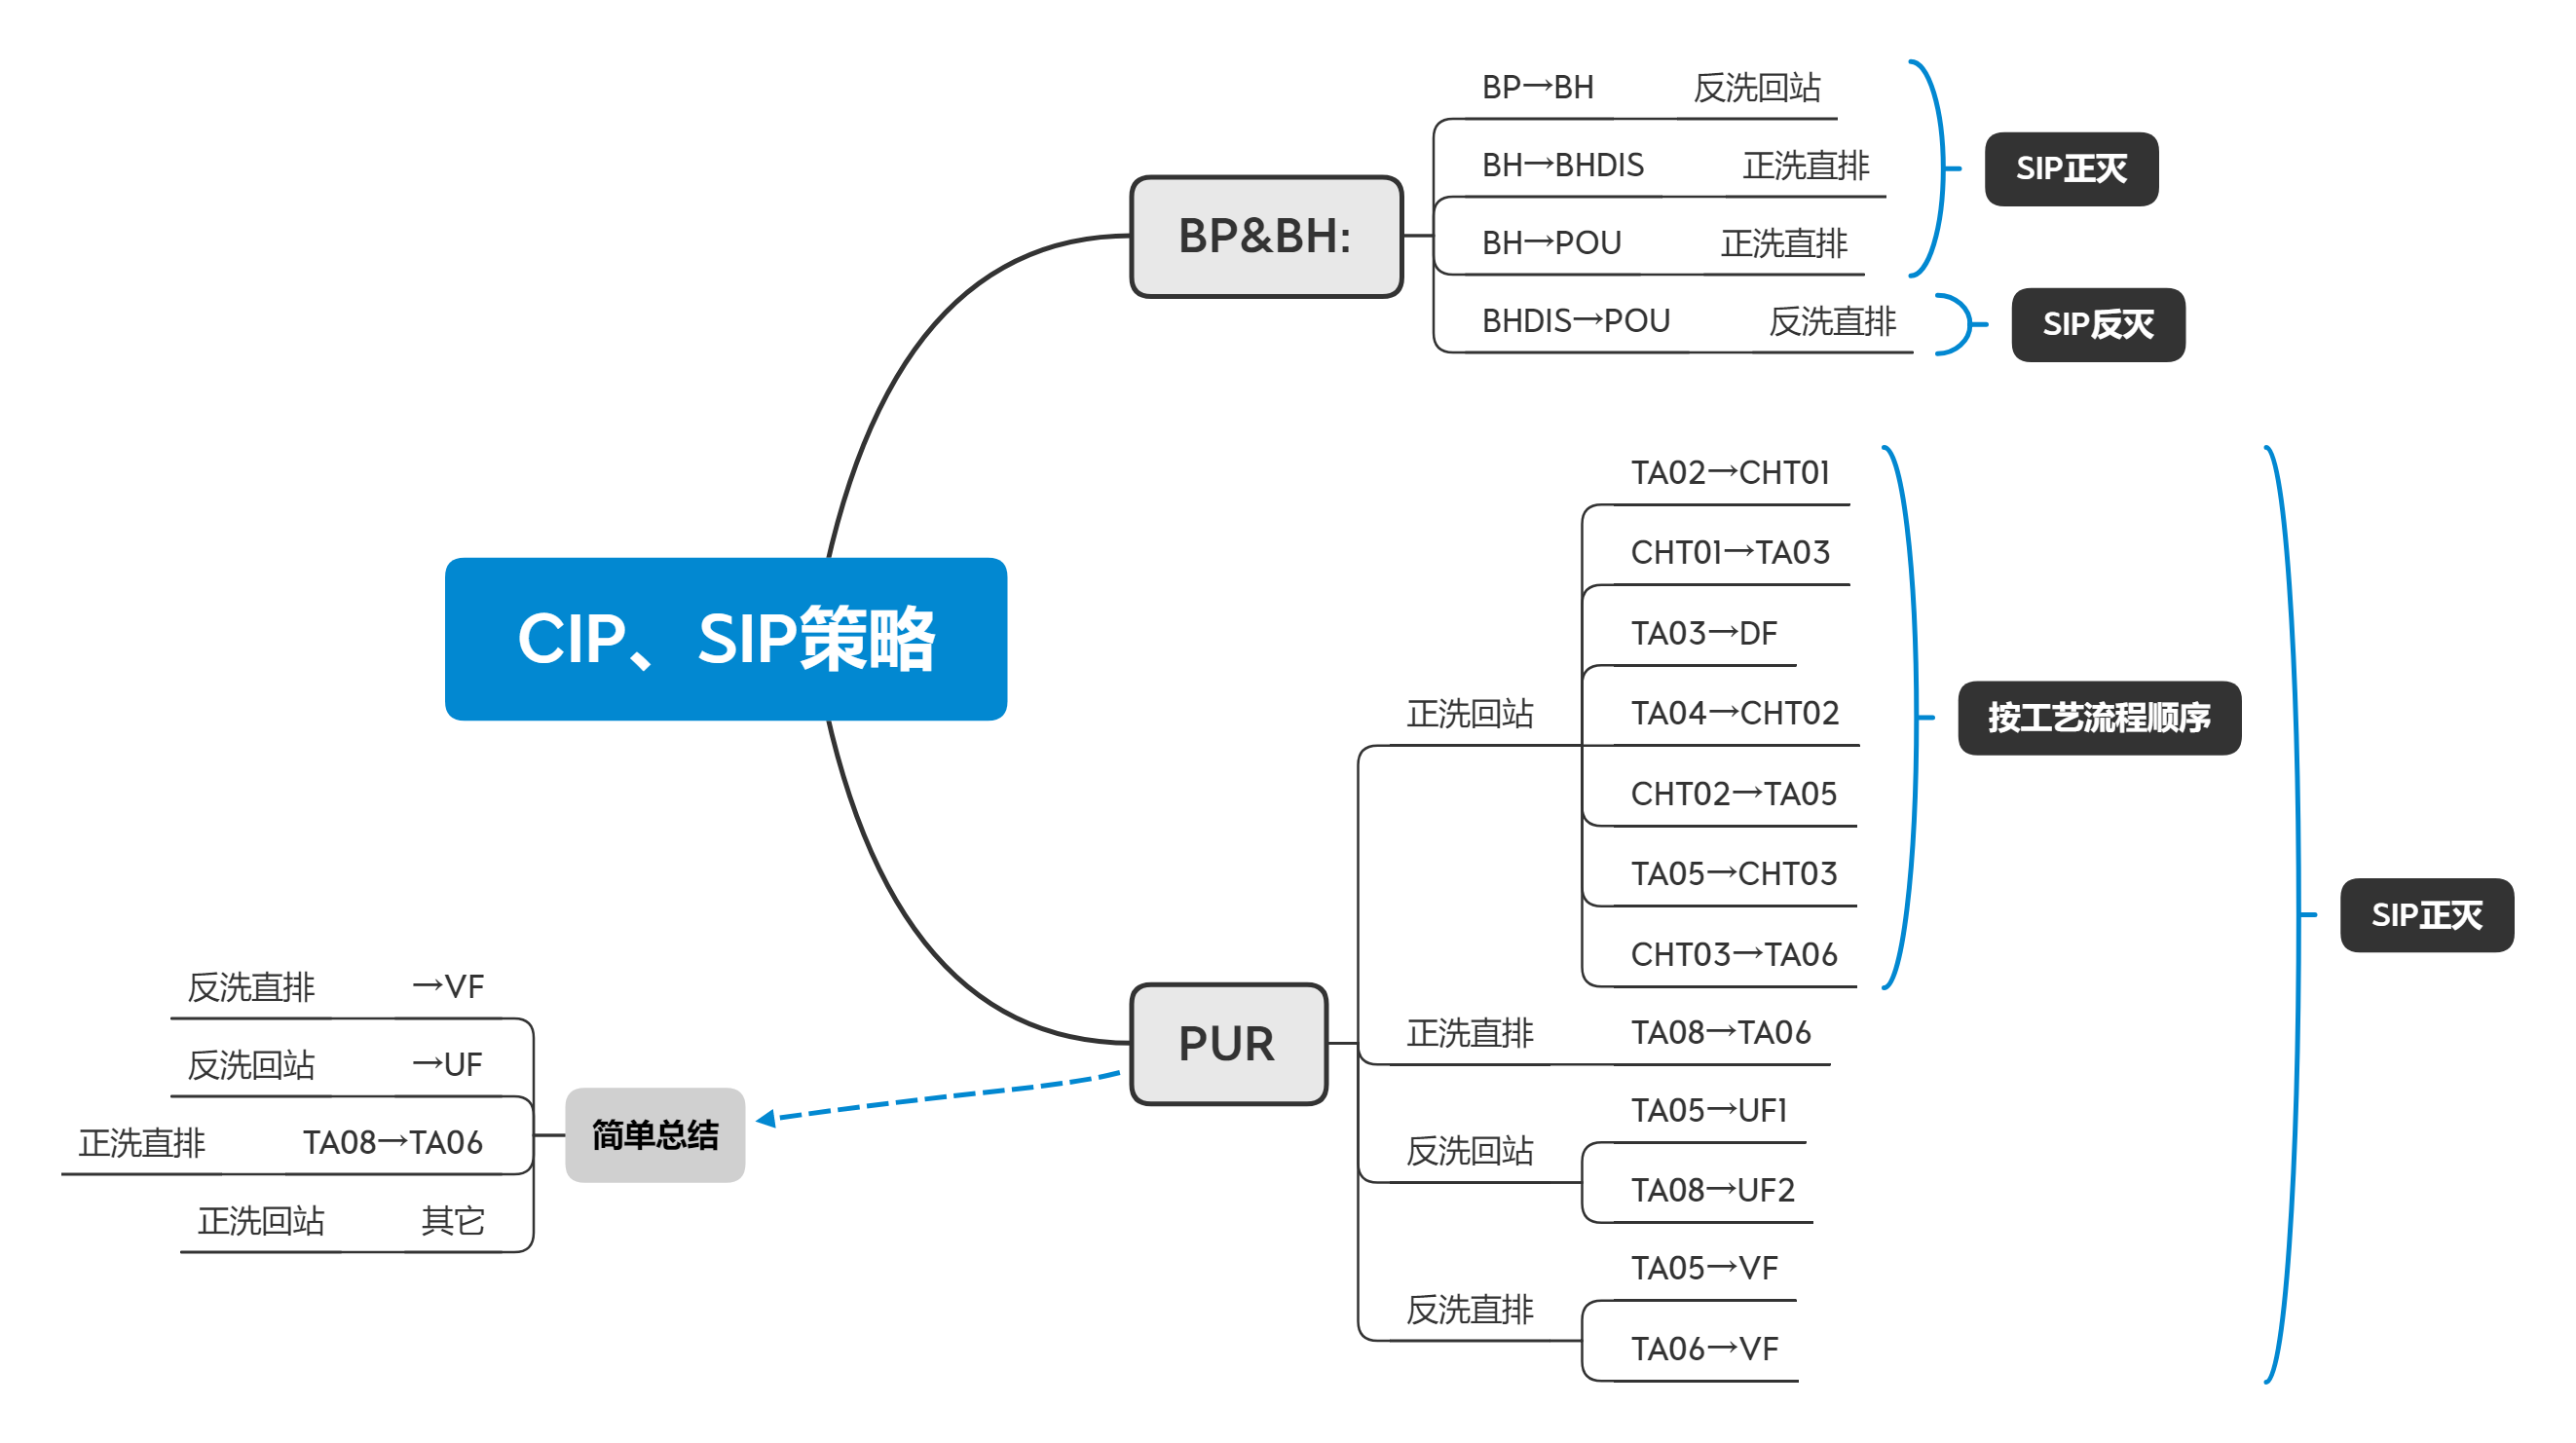 CIP、SIP策略
BP&BH:
BP→BH 反洗回站
BH→BHDIS 正洗直排
BH→POU 正洗直排
SIP正灭
BHDIS→POU 反洗直排
SIP反灭
PUR
正洗回站
TA02→CHT01
CHT01→TA03
TA03→DF
TA04→CHT02
CHT02→TA05
TA05→CHT03
CHT03→TA06
按工艺流程顺序
正洗直排 TA08→TA06
反洗回站
TA05→UF1
TA08→UF2
反洗直排
TA05→VF
TA06→VF
SIP正灭
简单总结
反洗直排 →VF
反洗回站 →UF
正洗直排 TA08→TA06
正洗回站 其它